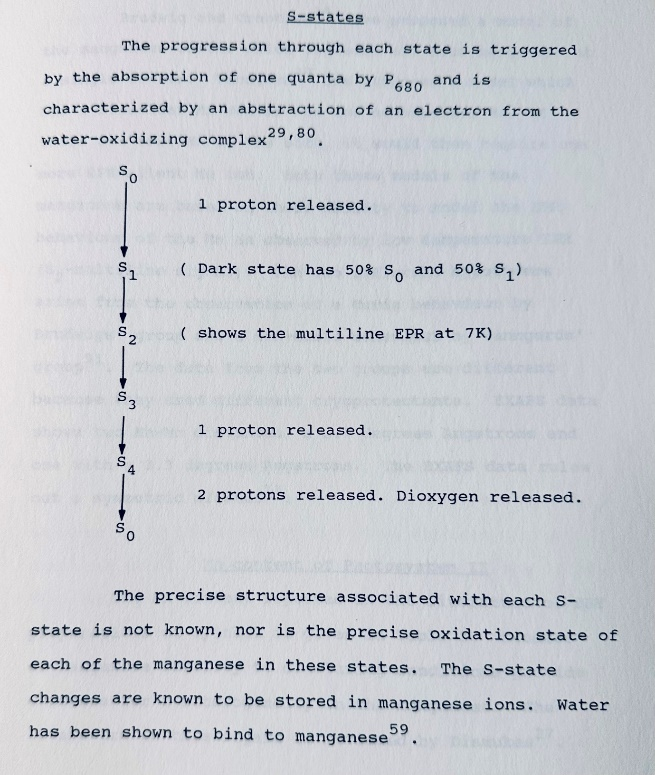 S-states
The progression through each state is triggered
by the absorption of one quanta by P680 and is
characterized by an abstraction of an electron from the
water-oxidizing complex29,80.
S0
1 proton released.
S1 ( Dark state has 50% S0 and 50% S1)
S2 ( shows the multiline EPR at 7K)
S3
1 proton released.
S4
2 protons released. Dioxygen released.
S0
The precise structure associated with each S-
state is not known, nor is the precise oxidation state of
each of the manganese in these states. The S-state
changes are known to be stored in manganese ions. Water
has been shown to bind to manganese59.